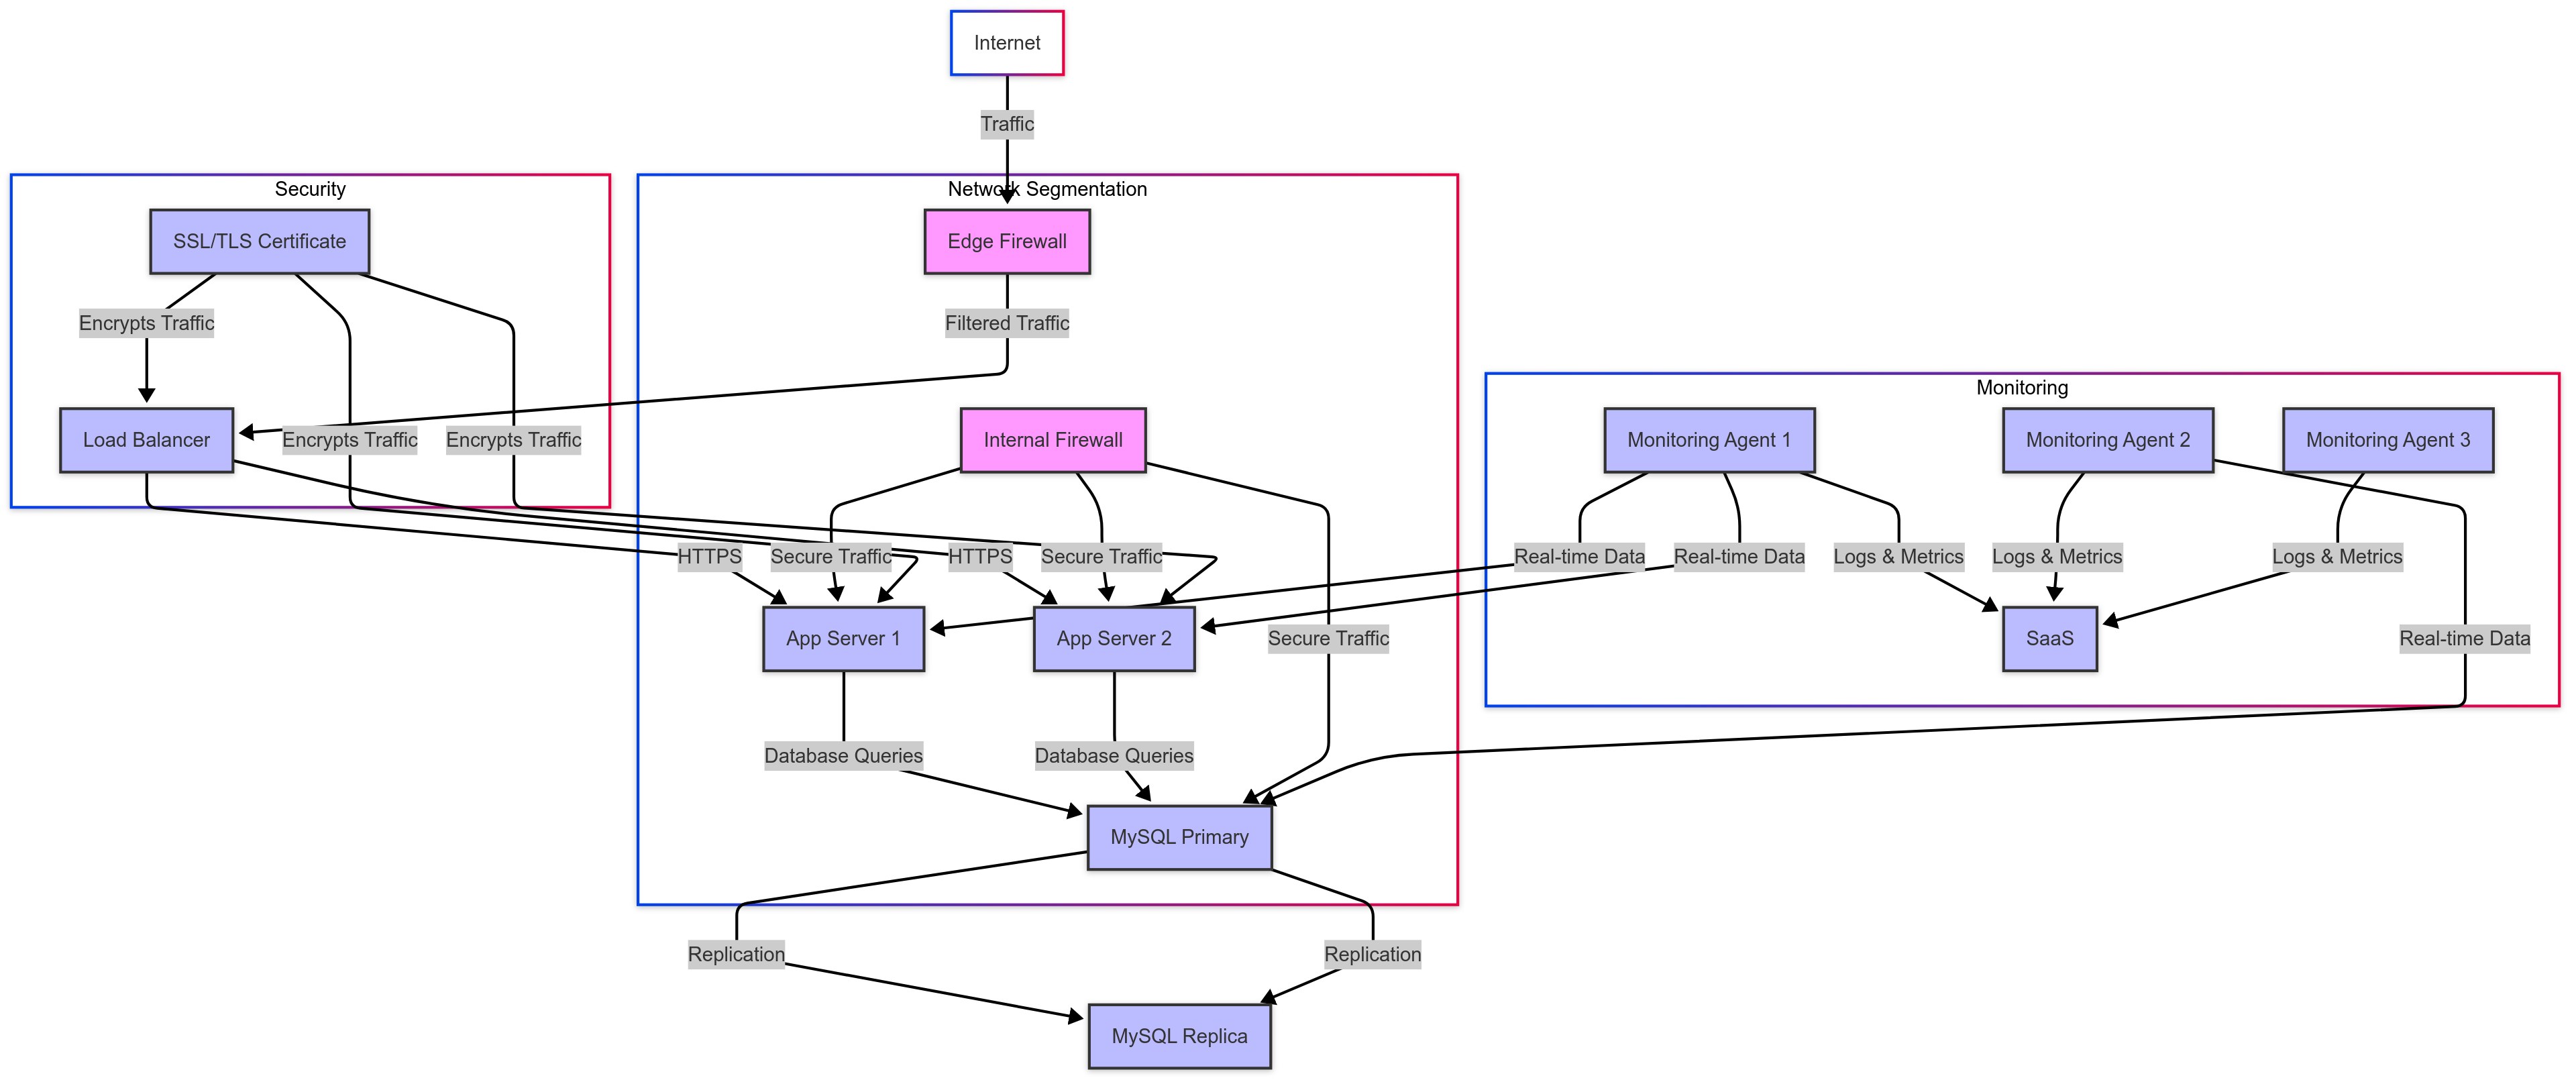 Internet
Traffic
Security
Network Segmentation
SSL/TLS Certificate
Edge Firewall
Encrypts Traffic
Filtered Traffic
Monitoring
Load Balancer
Encrypts Traffic
Encrypts Traffic
Internal Firewall
Monitoring Agent 1
Monitoring Agent 2
Monitoring Agent 3
HTTPS
Secure Traffic
HTTPS
Secure Traffic
Real-time Data
Real-time Data
Logs & Metrics
Logs & Metrics
Logs & Metrics
App Server 1
App Server 2
Secure Traffic
SaaS
Real-time Data
Database Queries
Database Queries
MySQL Primary
Replication
Replication
MySQL Replica